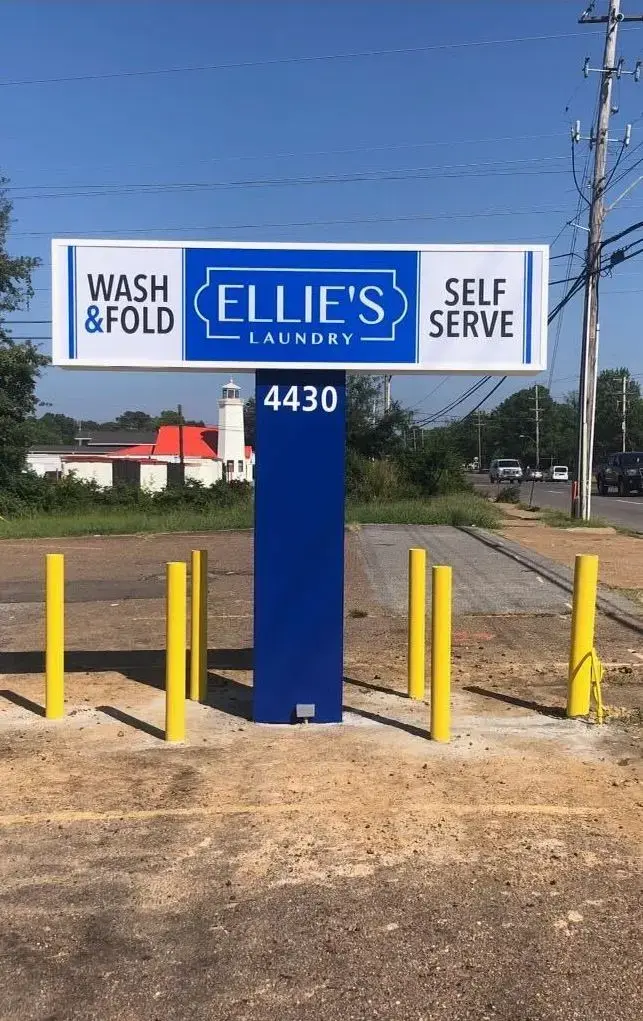 WASH
&FOLD
ELLIE'S
LAUNDRY
SELF
SERVE
4430